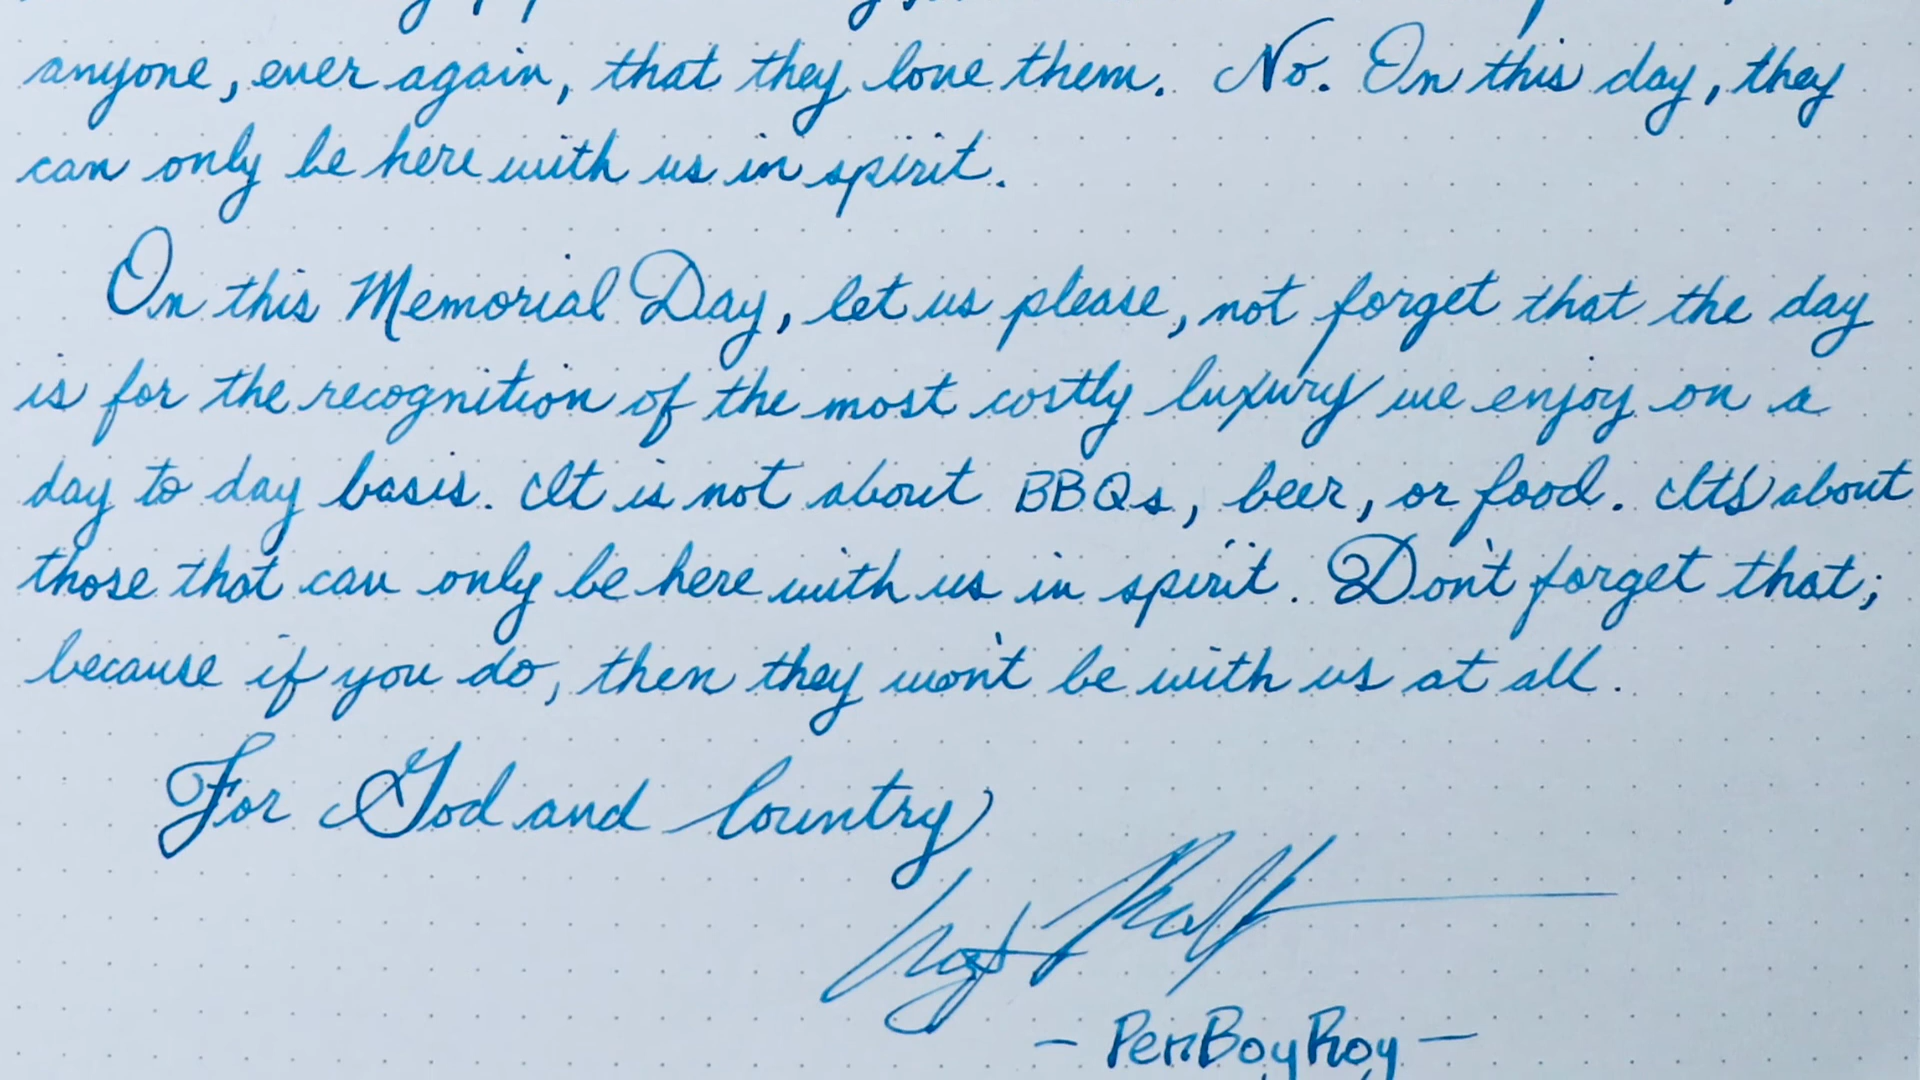 anyone, ever again, that they love them. No. On this day, they
can only be here with us in spirit.
On this Memorial Day, let us please, not forget that the day
is for the recognition of the most costly luxury we enjoy on a
day to day basis. It is not about BBQs, beer, or food. It's about
those that can only be here with us in spirit. Don't forget that;
because if you do, then they won't be with us at all.
For God and Country
- PenBoyRoy -